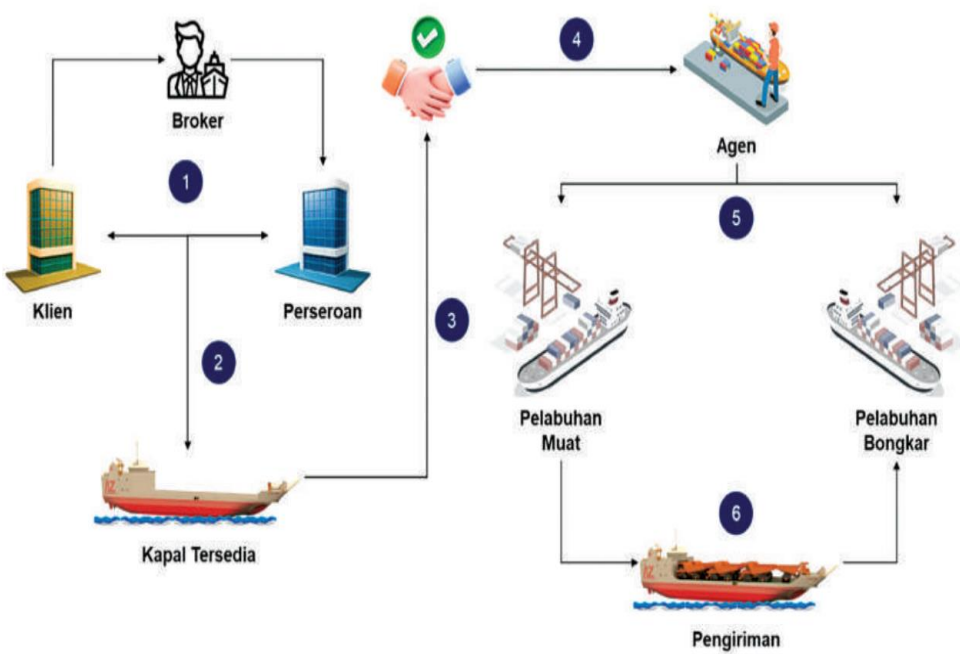 Broker
4
Agen
1
5
Klien
Perseroan
3
2
Pelabuhan
Muat
Pelabuhan
Bongkar
6
Kapal Tersedia
Pengiriman